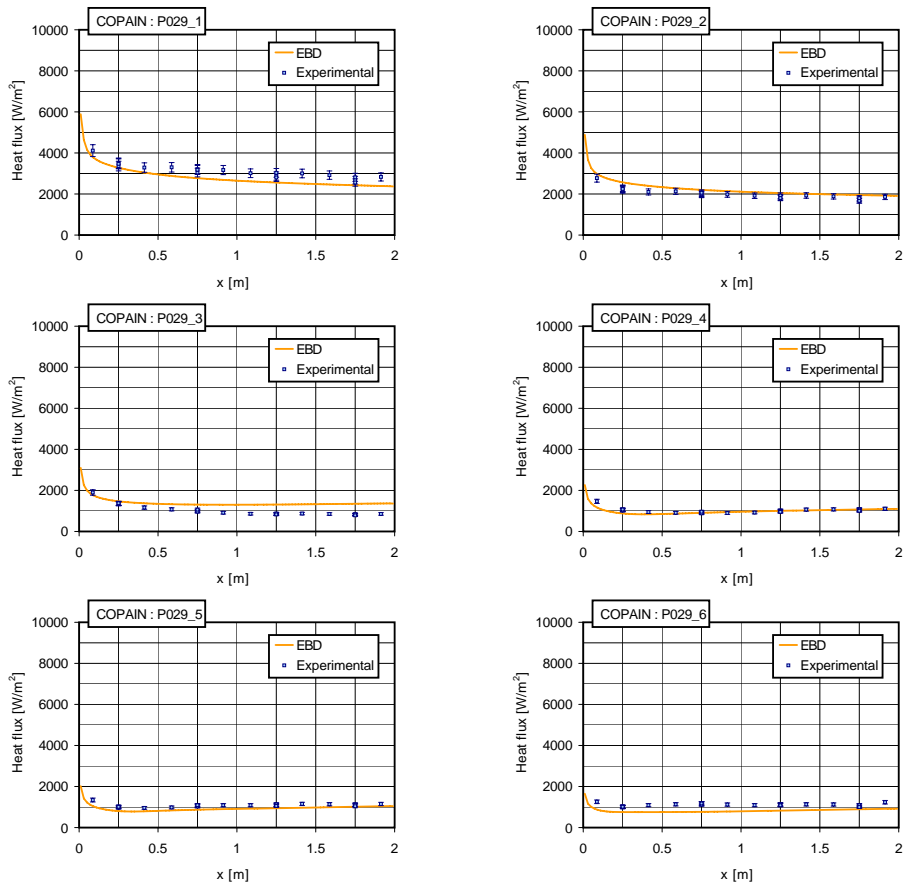 COPAIN : P029_1
EBD
Experimental
Heat flux [W/m²]
10000
8000
6000
4000
2000
0
0 0.5 1 1.5 2
x [m]
COPAIN : P029_2
EBD
Experimental
Heat flux [W/m²]
10000
8000
6000
4000
2000
0
0 0.5 1 1.5 2
x [m]
COPAIN : P029_3
EBD
Experimental
Heat flux [W/m²]
10000
8000
6000
4000
2000
0
0 0.5 1 1.5 2
x [m]
COPAIN : P029_4
EBD
Experimental
Heat flux [W/m²]
10000
8000
6000
4000
2000
0
0 0.5 1 1.5 2
x [m]
COPAIN : P029_5
EBD
Experimental
Heat flux [W/m²]
10000
8000
6000
4000
2000
0
0 0.5 1 1.5 2
x [m]
COPAIN : P029_6
EBD
Experimental
Heat flux [W/m²]
10000
8000
6000
4000
2000
0
0 0.5 1 1.5 2
x [m]